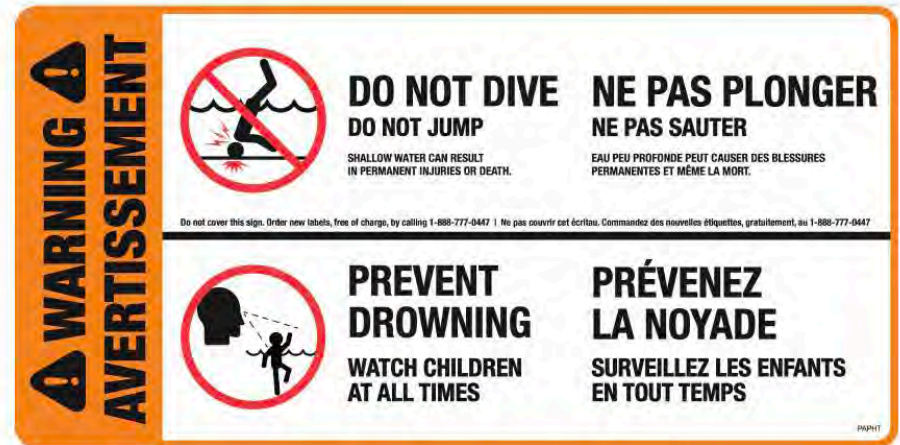 WARNING
AVERTISSEMENT
DO NOT DIVE
DO NOT JUMP
SHALLOW WATER CAN RESULT
IN PERMANENT INJURIES OR DEATH.
NE PAS PLONGER
NE PAS SAUTER
EAU PEU PROFONDE PEUT CAUSER DES BLESSURES
PERMANENTES ET MÊME LA MORT.
Do not cover this sign. Order new labels, free of charge, by calling 1-888-777-0447 | Ne pas couvrir cet écritau. Commandez des nouvelles étiquettes, gratuitement, au 1-888-777-0447
PREVENT
DROWNING
WATCH CHILDREN
AT ALL TIMES
PRÉVENEZ
LA NOYADE
SURVEILLEZ LES ENFANTS
EN TOUT TEMPS
PAPHT